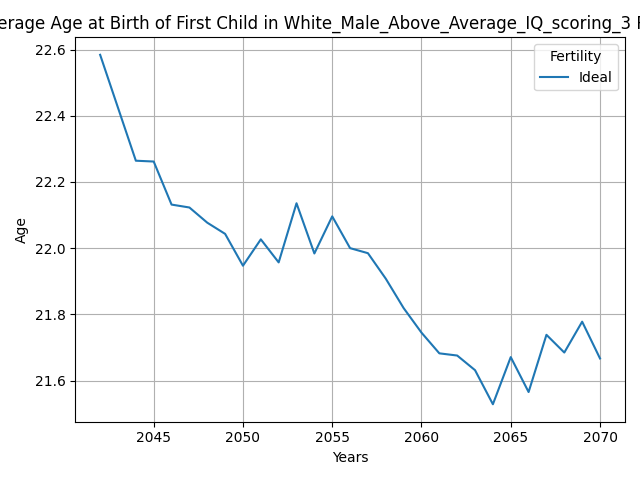 erage Age at Birth of First Child in White_Male_Above_Average_IQ_scoring_3
Fertility
Ideal
22.6
22.4
22.2
22.0
21.8
21.6
Age
2045 2050 2055 2060 2065 2070
Years